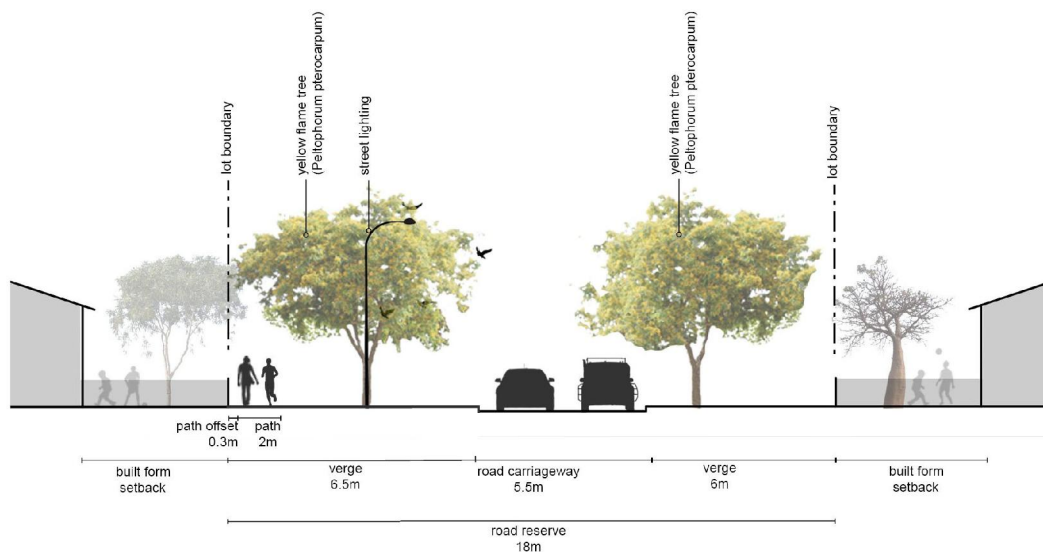 lot boundary
yellow flame tree
(Peltophorum pterocarpum)
street lighting
yellow flame tree
(Peltophorum pterocarpum)
lot boundary
path offset
0.3m
path
2m
built form
setback
verge
6.5m
road carriageway
5.5m
verge
6m
built form
setback
road reserve
18m